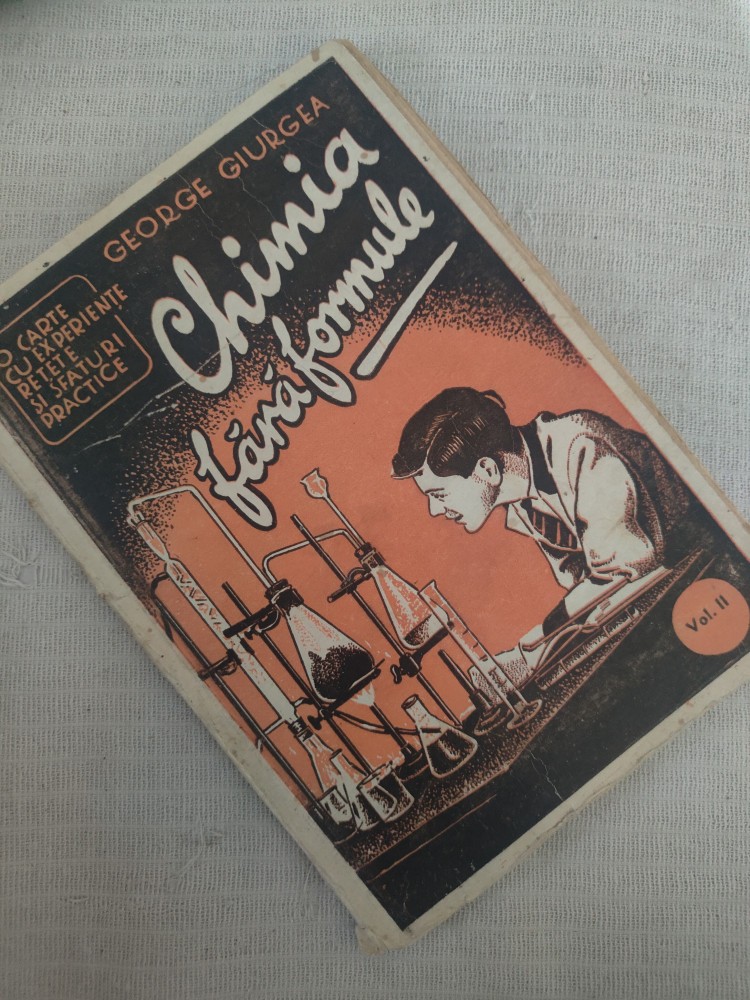 GEORGE GIURGEA
Chimia
fără formule
O CARTE
CU EXPERIENȚE
REȚETE
ȘI SFATURI
PRACTICE
Vol. II